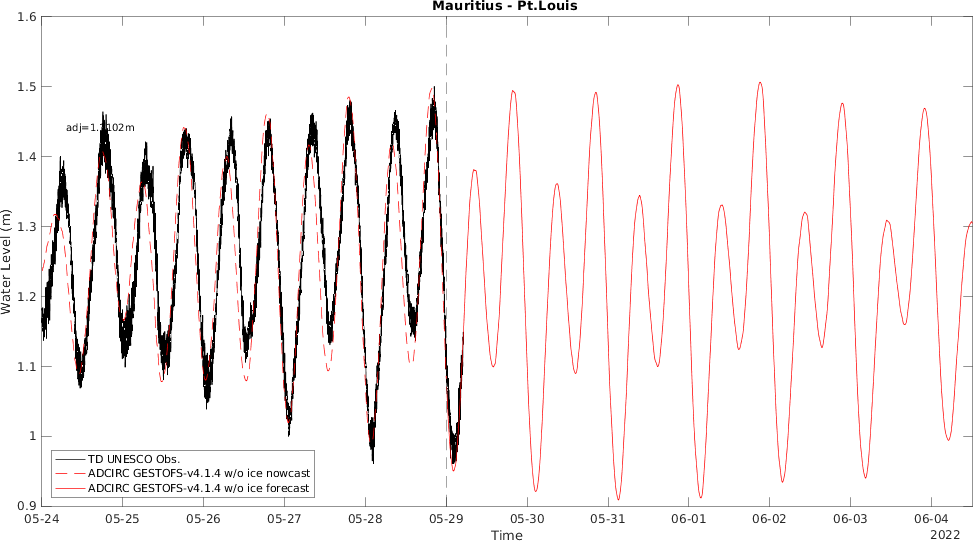 Mauritius - Pt.Louis
1.6
1.5
1.4
1.3
1.2
1.1
1
0.9
Water Level (m)
TD UNESCO Obs.
ADCIRC GESTOFS-v4.1.4 w/o ice nowcast
ADCIRC GESTOFS-v4.1.4 w/o ice forecast
05-24 05-25 05-26 05-27 05-28 05-29 05-30 05-31 06-01 06-02 06-03 06-04
Time
2022